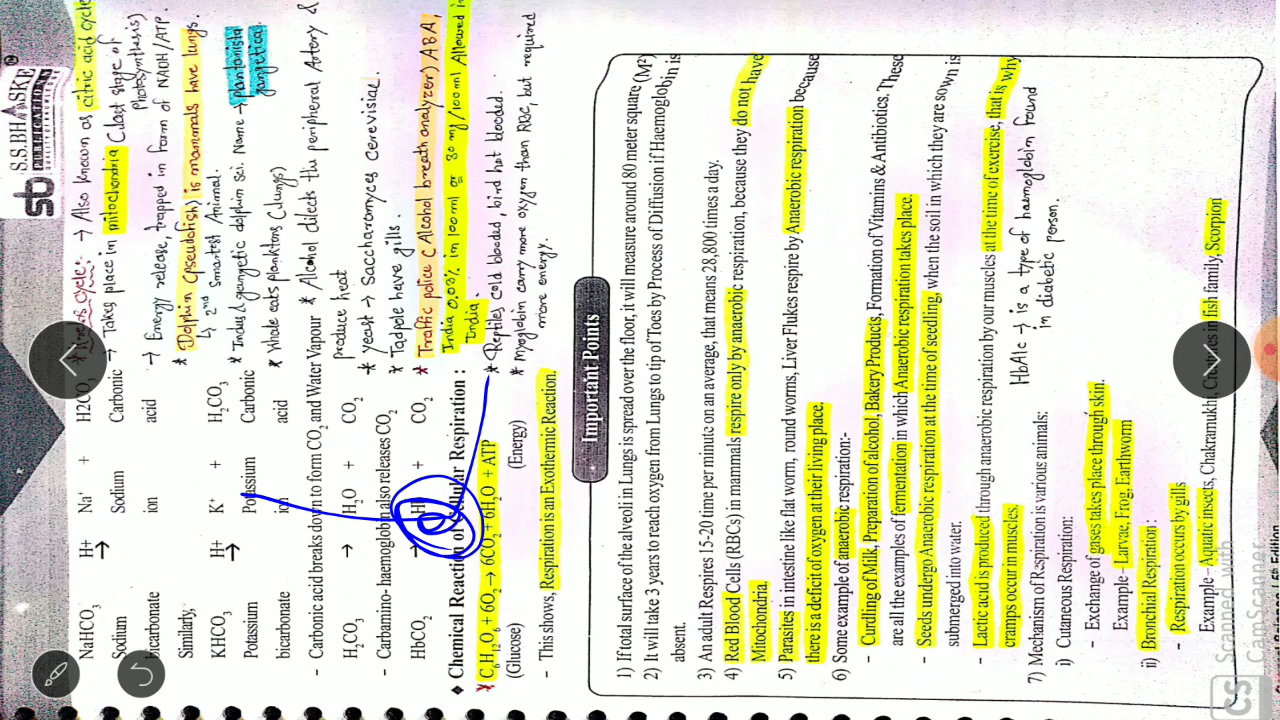 S.S.BHASKE
sb PUBLICATIONS
NaHCO3 H+ → Na+ + H2CO3
Sodium Sodium Carbonic
bicarbonate ion acid
Similarly,
KHCO3 H+ → K+ + H2CO3
Potassium Potassium Carbonic
bicarbonate ion acid
- Carbonic acid breaks down to form CO2 and Water Vapour
H2CO3 → H2O + CO2
- Carbamino- haemoglobin also releases CO2
HbCO2 → Hb + CO2
❖ Chemical Reaction of Cellular Respiration :
* C6H12O6 + 6O2 → 6CO2 + 6H2O + ATP
(Glucose) (Energy)
- This shows, Respiration is an Exothermic Reaction.
* Krebs cycle:- → Also known as citric acid cycle
→ Takes place in mitochondria (last stage of
Photosynthesis)
→ Energy release, trapped in form of NADH/ATP.
* Dolphin (pseudofish) is mammals have lungs.
↳ 2nd smartest Animal.
* Indus & gangetic dolphin sci. Name → plantanista
gangetica.
* Whale eats planktons (lungs)
* Alcohol dilects the peripheral Artery &
produce heat
* yeast → Saccharomyces cerevisiae
* Tadpole have gills.
* Traffic police (Alcohol breath analyzer) ABA,
India 0.03% in 100ml or 30 mg/100ml Allowed in
India.
* Reptiles cold blooded, bird hot blooded.
* Myoglobin carry more oxygen than RBC, but required
more energy.
Important Points
1) If total surface of the alveoli in Lungs is spread over the floor, it will measure around 80 meter square (M2)
2) It will take 3 years to reach oxygen from Lungs to tip of Toes by Process of Diffusion if Haemoglobin is
absent.
3) An adult Respires 15-20 time per minute on an average, that means 28,800 times a day.
4) Red Blood Cells (RBCs) in mammals respire only by anaerobic respiration, because they do not have
Mitochondria.
5) Parasites in intestine like flat worm, round worms, Liver Flukes respire by Anaerobic respiration because
there is a deficit of oxygen at their living place.
6) Some example of anaerobic respiration:-
- Curdling of Milk, Preparation of alcohol, Bakery Products, Formation of Vitamins & Antibiotics. These
are all the examples of fermentation in which Anaerobic respiration takes place.
- Seeds undergo Anaerobic respiration at the time of seedling, when the soil in which they are sown is
submerged into water.
- Lactic acid is produced through anaerobic respiration by our muscles at the time of exercise, that is why
cramps occur in muscles.
7) Mechanism of Respiration is various animals:
HbA1c → is a type of haemoglobin found
in diabetic person.
i) Cutaneous Respiration:
- Exchange of gases takes place through skin.
Example - Larvae, Frog, Earthworm
ii) Bronchial Respiration :
- Respiration occurs by gills
Example - Aquatic insects, Chakramukhi, in fish family, Scorpion
6th Edition
CS Scanned with
CamScanner